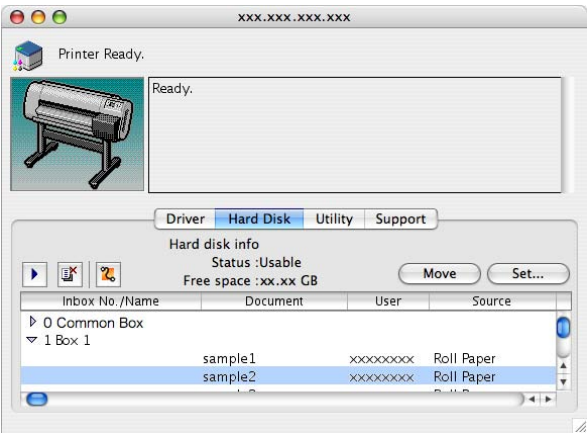 xxx.xxx.xxx.xxx
Printer Ready.
Ready.
Driver Hard Disk Utility Support
Hard disk info
Status :Usable
Free space :xx.xx GB
Move Set...
Inbox No./Name Document User Source
0 Common Box
1 Box 1
sample1 xxxxxxxx Roll Paper
sample2 xxxxxxxx Roll Paper